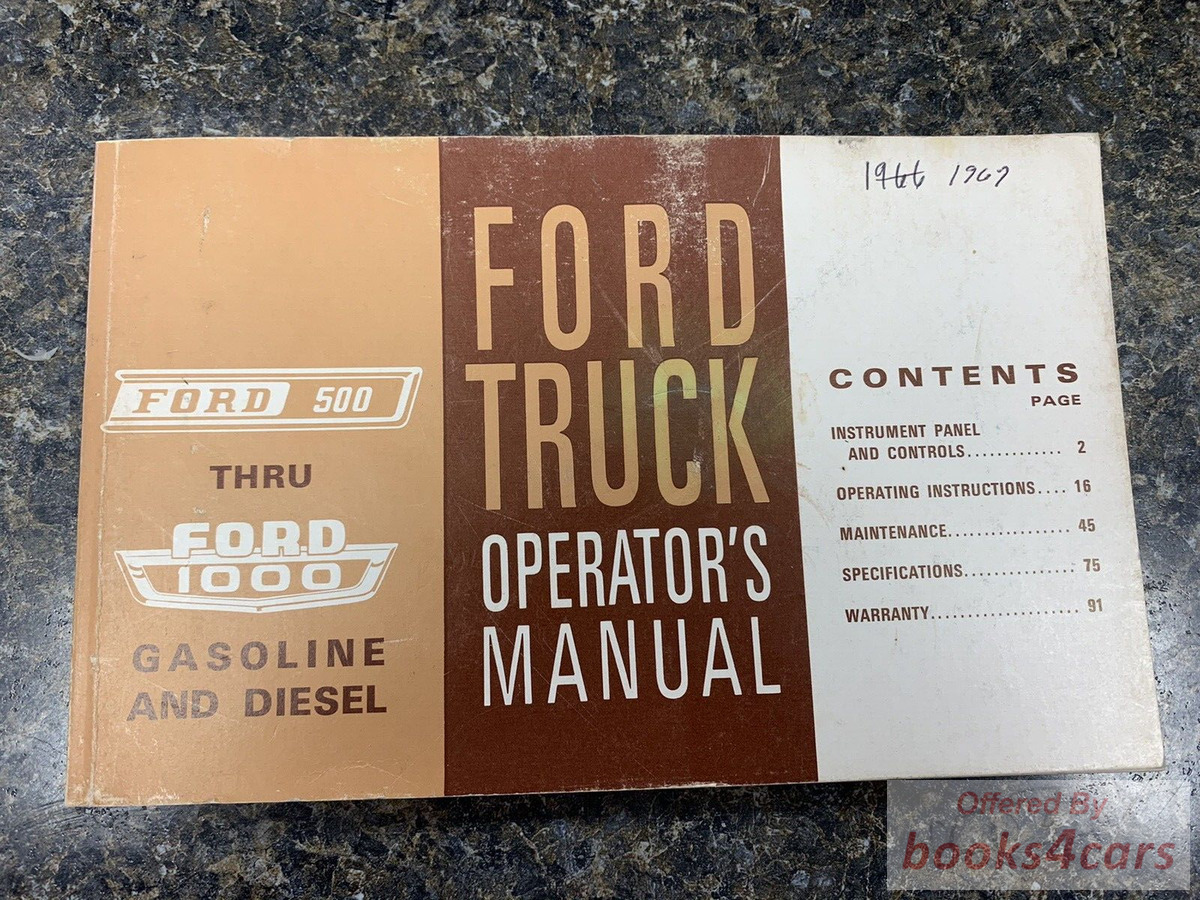 FORD 500
THRU
FORD
1000
GASOLINE
AND DIESEL
FORD
TRUCK
OPERATOR'S
MANUAL
1966 1967
CONTENTS
PAGE
INSTRUMENT PANEL
AND CONTROLS............. 2
OPERATING INSTRUCTIONS.... 16
MAINTENANCE................. 45
SPECIFICATIONS............... 75
WARRANTY.................... 91
Offered By
books4cars